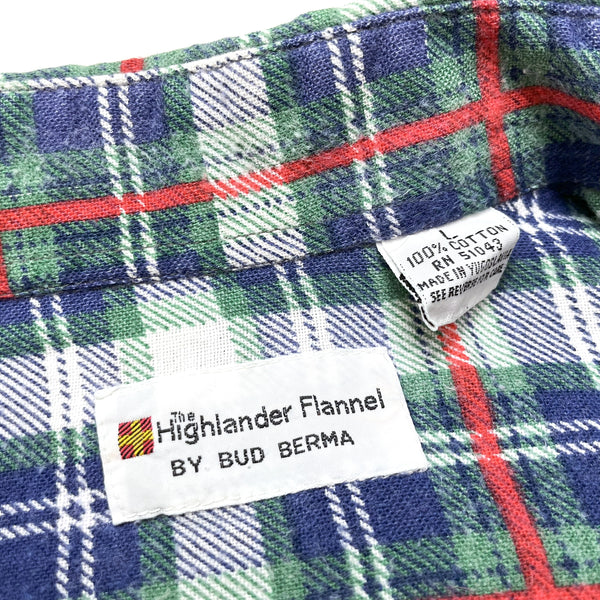 L
100% COTTON
RN 51043
MADE IN YUGOSLAVIA
SEE REVERSE FOR CARE
The
Highlander Flannel
BY BUD BERMA